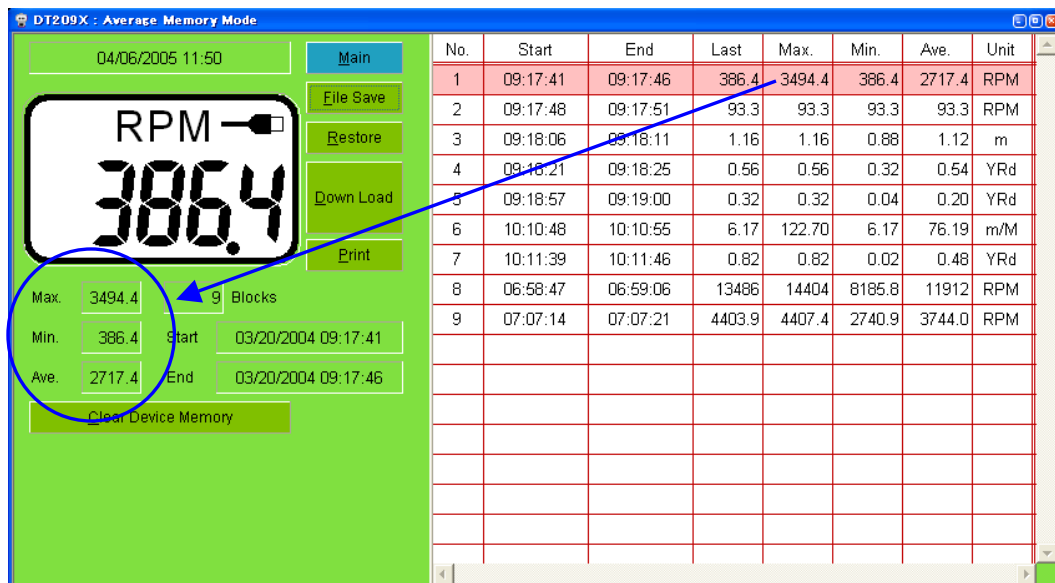 DT209X : Average Memory Mode
04/06/2005 11:50
Main
File Save
Restore
Down Load
Print
RPM
386.4
Max. 3494.4 9 Blocks
Min. 386.4 Start 03/20/2004 09:17:41
Ave. 2717.4 End 03/20/2004 09:17:46
Clear Device Memory
No. Start End Last Max. Min. Ave. Unit
1 09:17:41 09:17:46 386.4 3494.4 386.4 2717.4 RPM
2 09:17:48 09:17:51 93.3 93.3 93.3 93.3 RPM
3 09:18:06 09:18:11 1.16 1.16 0.88 1.12 m
4 09:18:21 09:18:25 0.56 0.56 0.32 0.54 YRd
5 09:18:57 09:19:00 0.32 0.32 0.04 0.20 YRd
6 10:10:48 10:10:55 6.17 122.70 6.17 76.19 m/M
7 10:11:39 10:11:46 0.82 0.82 0.02 0.48 YRd
8 06:58:47 06:59:06 13486 14404 8185.8 11912 RPM
9 07:07:14 07:07:21 4403.9 4407.4 2740.9 3744.0 RPM